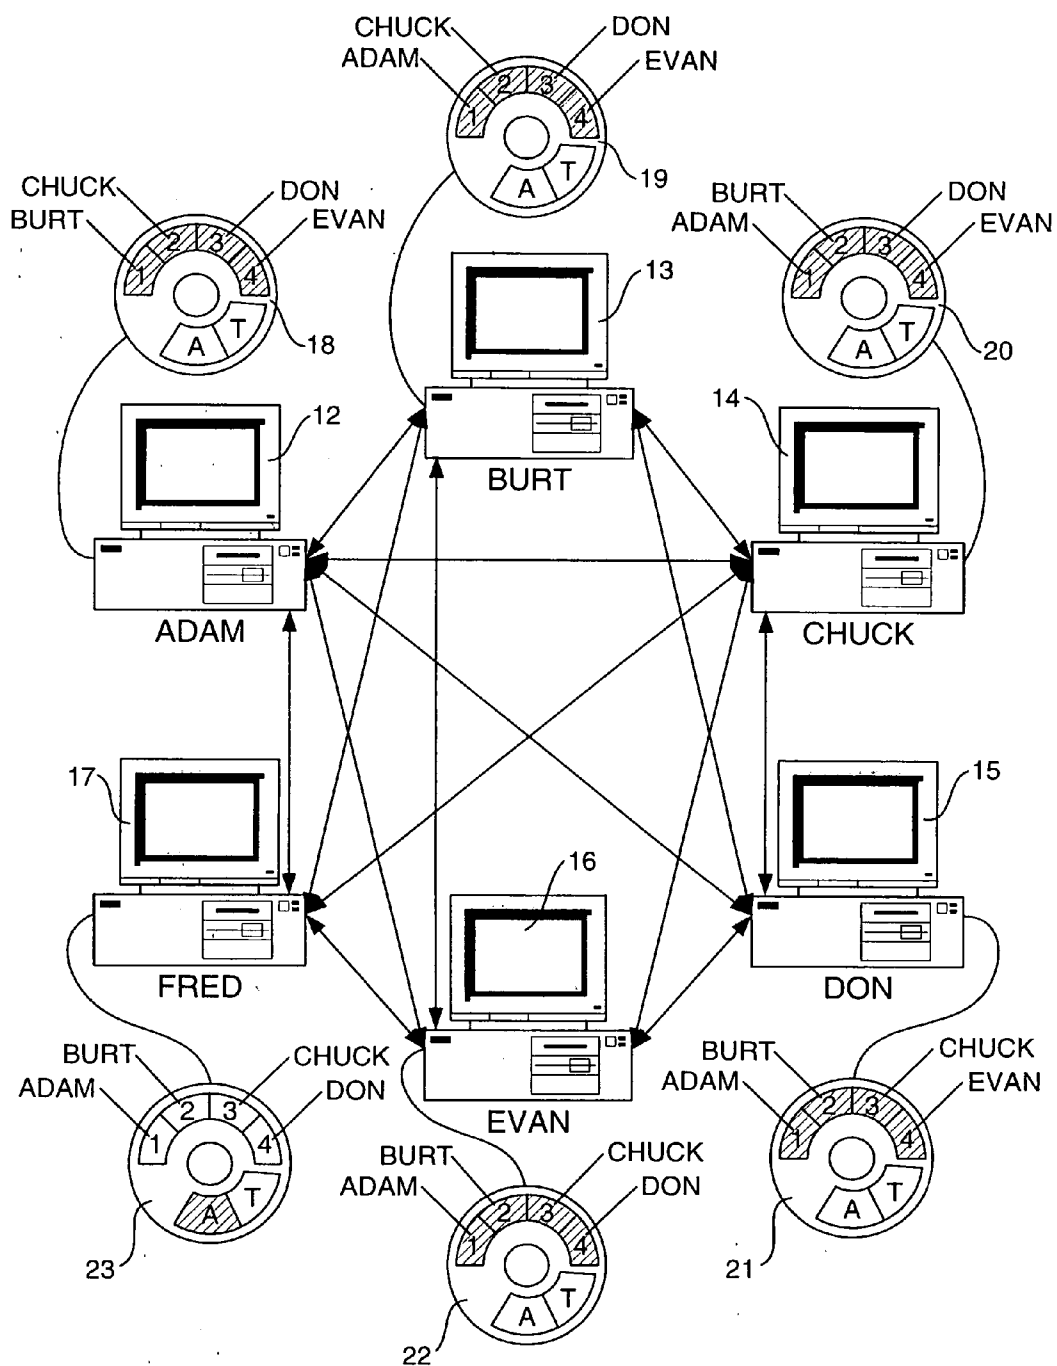 CHUCK DON
ADAM EVAN
1 2 3 4
A T
19
CHUCK DON
BURT EVAN
1 2 3 4
A T
18
BURT DON
ADAM EVAN
1 2 3 4
A T
20
13
BURT
12
ADAM
14
CHUCK
17
FRED
15
DON
16
EVAN
BURT CHUCK
ADAM DON
1 2 3 4
A T
23
BURT CHUCK
ADAM DON
1 2 3 4
A T
22
BURT CHUCK
ADAM EVAN
1 2 3 4
A T
21